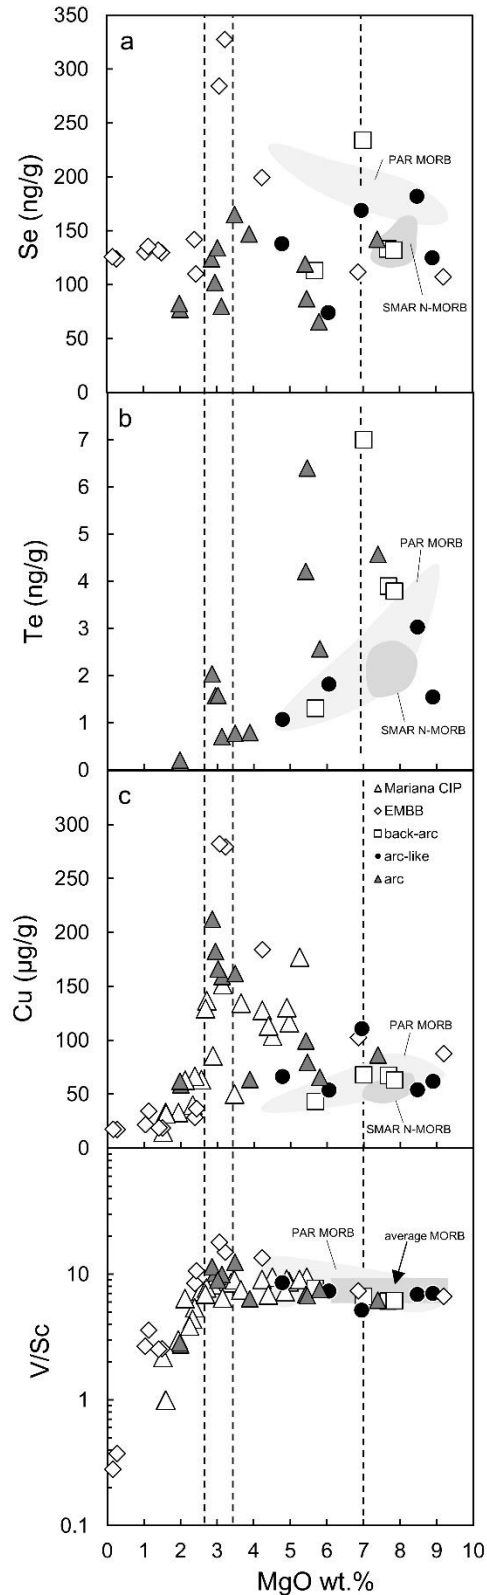 a
350
300
250
200
150
100
50
0
Se (ng/g)
PAR MORB
SMAR N-MORB
b
7
6
5
4
3
2
1
0
Te (ng/g)
PAR MORB
SMAR N-MORB
c
Mariana CIP
EMBB
back-arc
arc-like
arc
300
250
200
150
100
50
0
Cu (µg/g)
PAR MORB
SMAR N-MORB
PAR MORB
average MORB
10
1
0.1
V/Sc
0 1 2 3 4 5 6 7 8 9 10
MgO wt.%